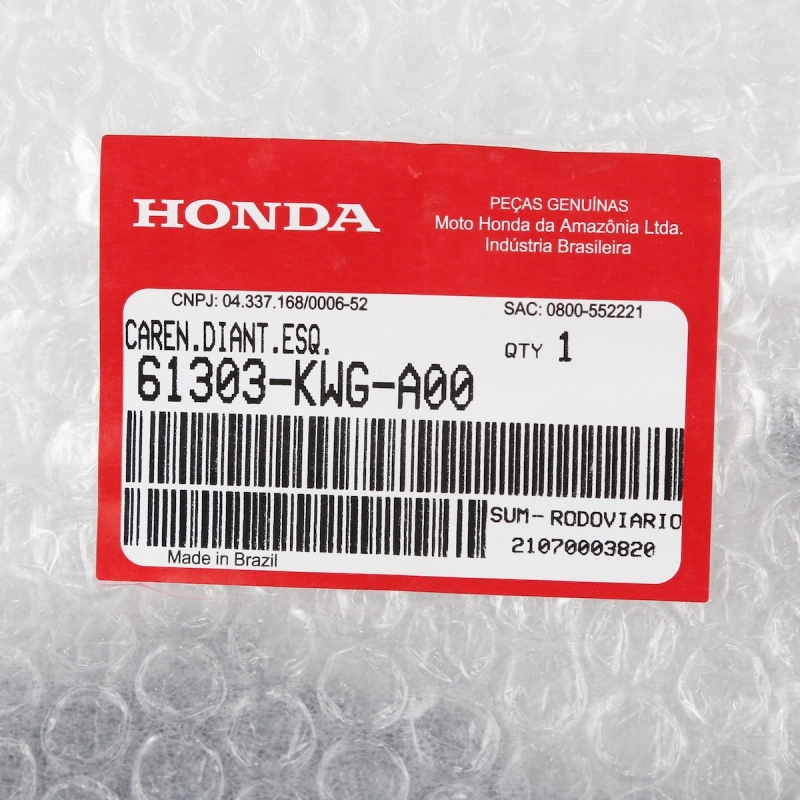 HONDA
PEÇAS GENUÍNAS
Moto Honda da Amazônia Ltda.
Indústria Brasileira
CNPJ: 04.337.168/0006-52
SAC: 0800-552221
CAREN.DIANT.ESQ.
QTY 1
61303-KWG-A00
SUM-RODOVIARIO
21070003820
Made in Brazil